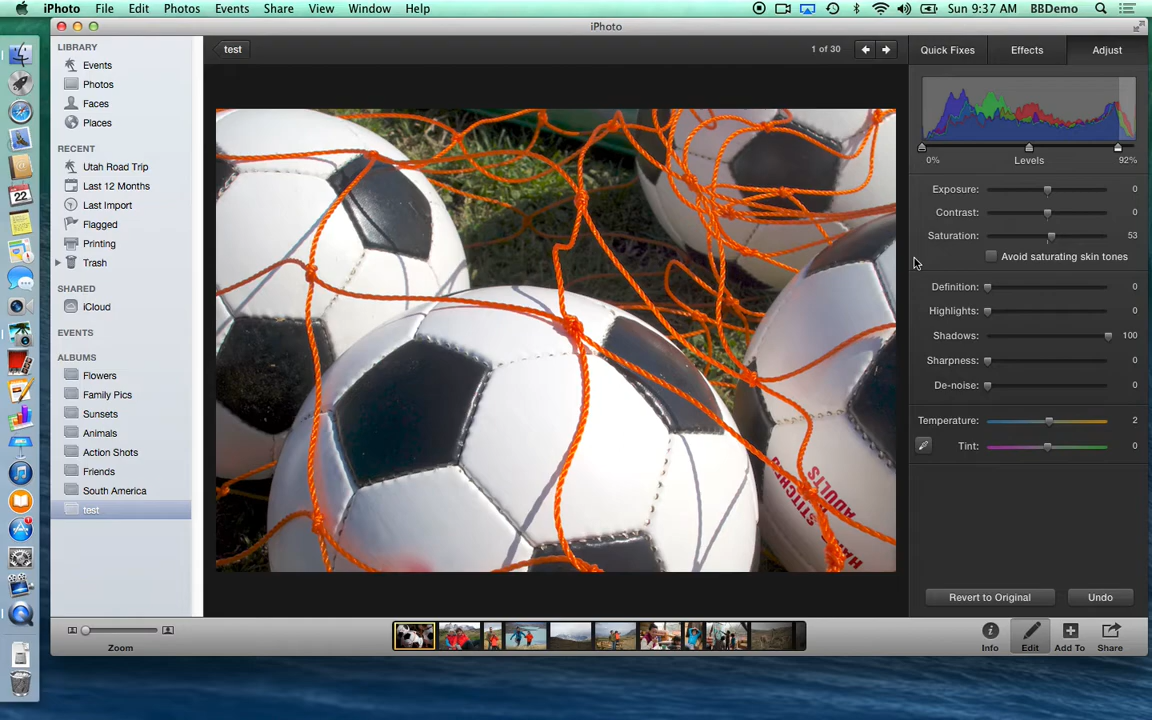 iPhoto File Edit Photos Events Share View Window Help Sun 9:37 AM BBDemo
iPhoto
LIBRARY
Events
Photos
Faces
Places
RECENT
Utah Road Trip
Last 12 Months
Last Import
Flagged
Printing
Trash
SHARED
iCloud
EVENTS
ALBUMS
Flowers
Family Pics
Sunsets
Animals
Action Shots
Friends
South America
test
test
1 of 30
STITCHED
ADULTS
Zoom
Quick Fixes Effects Adjust
0% Levels 92%
Exposure: 0
Contrast: 0
Saturation: 53
Avoid saturating skin tones
Definition: 0
Highlights: 0
Shadows: 100
Sharpness: 0
De-noise: 0
Temperature: 2
Tint: 0
Revert to Original Undo
Info Edit Add To Share
22